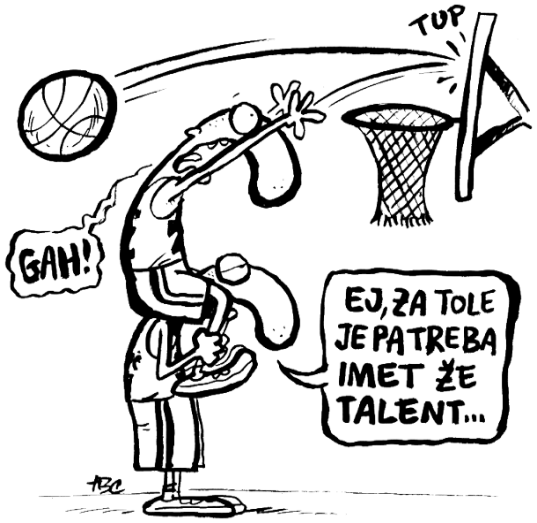 TUP
GAH!
EJ, ZA TOLE
JE PA TREBA
IMET ŽE
TALENT...
ABC